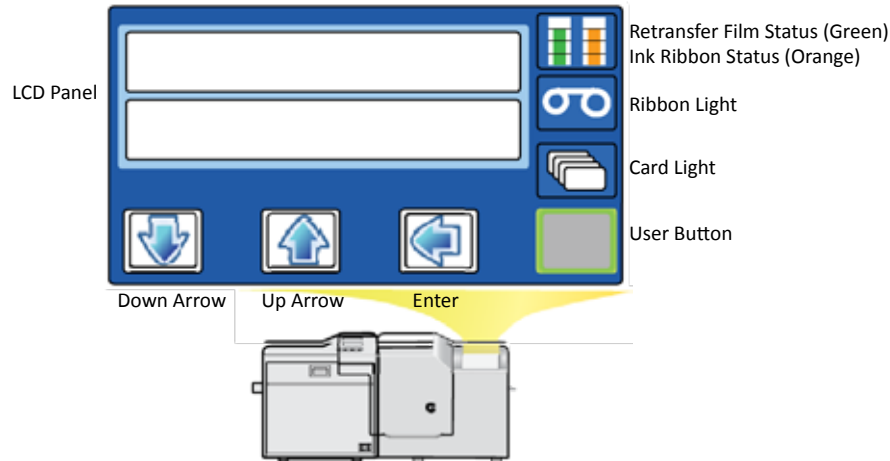 Retransfer Film Status (Green)
Ink Ribbon Status (Orange)
LCD Panel
Ribbon Light
Card Light
User Button
Down Arrow
Up Arrow
Enter